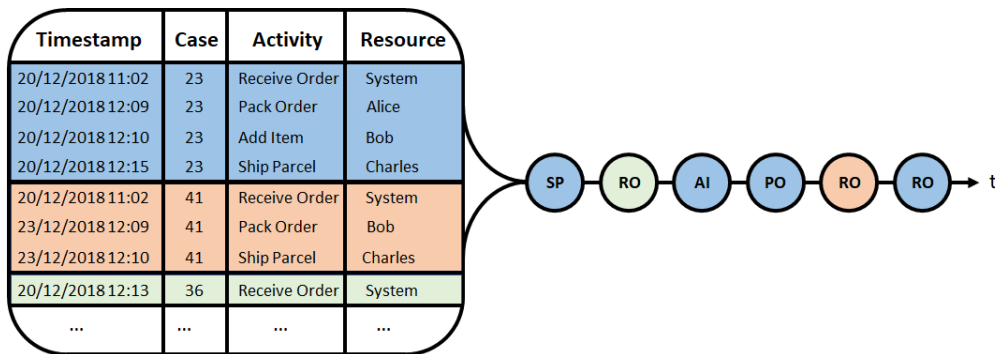 Timestamp Case Activity Resource
20/12/2018 11:02 23 Receive Order System
20/12/2018 12:09 23 Pack Order Alice
20/12/2018 12:10 23 Add Item Bob
20/12/2018 12:15 23 Ship Parcel Charles
20/12/2018 11:02 41 Receive Order System
23/12/2018 12:09 41 Pack Order Bob
23/12/2018 12:10 41 Ship Parcel Charles
20/12/2018 12:13 36 Receive Order System
... ... ... ...
SP RO AI PO RO RO t